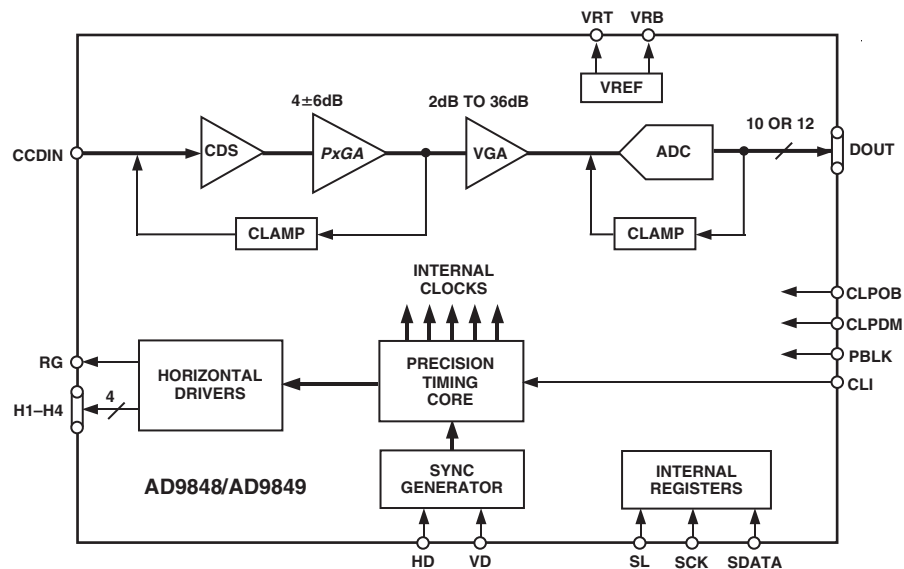 VRT VRB
VREF
4±6dB
2dB TO 36dB
10 OR 12
CCDIN
CDS
PxGA
VGA
ADC
DOUT
CLAMP
CLAMP
INTERNAL
CLOCKS
CLPOB
CLPDM
PBLK
CLI
RG
H1–H4
4
HORIZONTAL
DRIVERS
PRECISION
TIMING
CORE
SYNC
GENERATOR
INTERNAL
REGISTERS
AD9848/AD9849
HD VD SL SCK SDATA